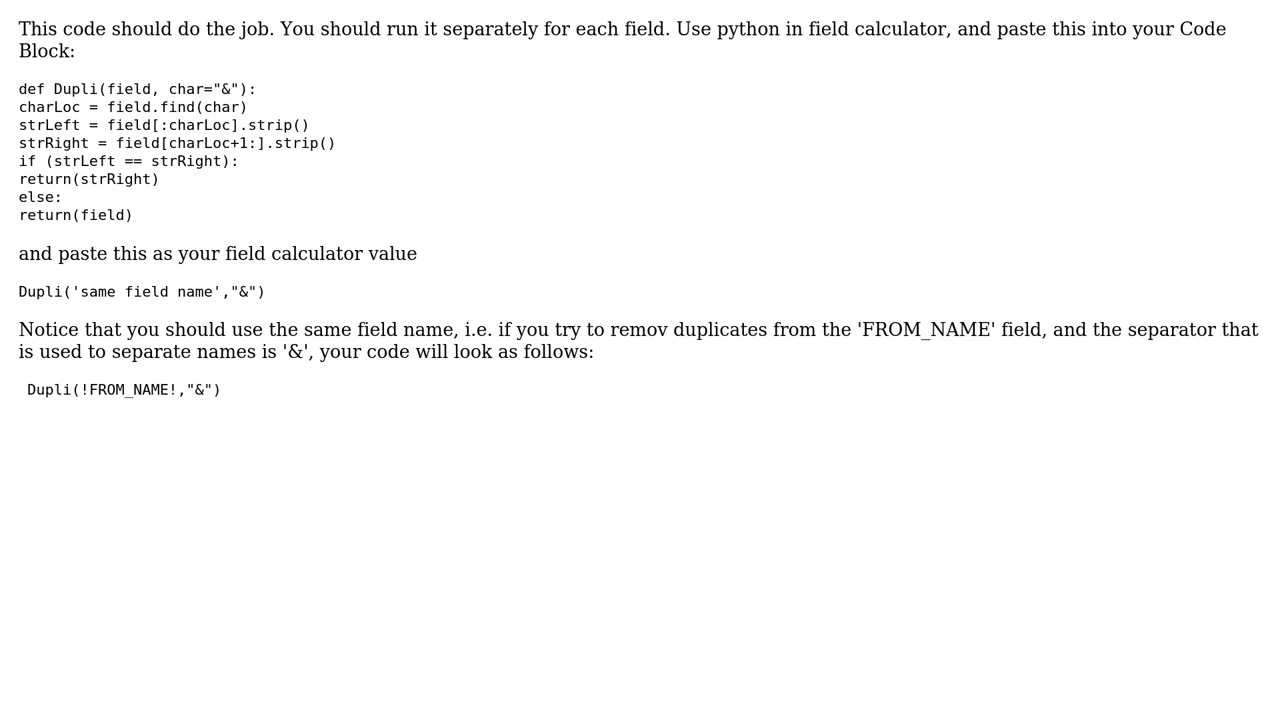 This code should do the job. You should run it separately for each field. Use python in field calculator, and paste this into your Code
Block:
def Dupli(field, char="&"):
charLoc = field.find(char)
strLeft = field[:charLoc].strip()
strRight = field[charLoc+1:].strip()
if (strLeft == strRight):
return(strRight)
else:
return(field)
and paste this as your field calculator value
Dupli('same field name',"&")
Notice that you should use the same field name, i.e. if you try to remov duplicates from the 'FROM_NAME' field, and the separator that
is used to separate names is '&', your code will look as follows:
Dupli(!FROM_NAME!,"&")